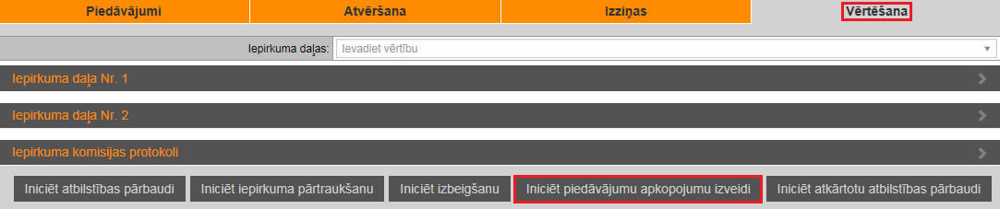 Piedāvājumi Atvēršana Izziņas Vērtēšana
Iepirkuma daļas: Ievadiet vērtību
Iepirkuma daļa Nr. 1
Iepirkuma daļa Nr. 2
Iepirkuma komisijas protokoli
Iniciēt atbilstības pārbaudi Iniciēt iepirkuma pārtraukšanu Iniciēt izbeigšanu Iniciēt piedāvājumu apkopojumu izveidi Iniciēt atkārtotu atbilstības pārbaudi